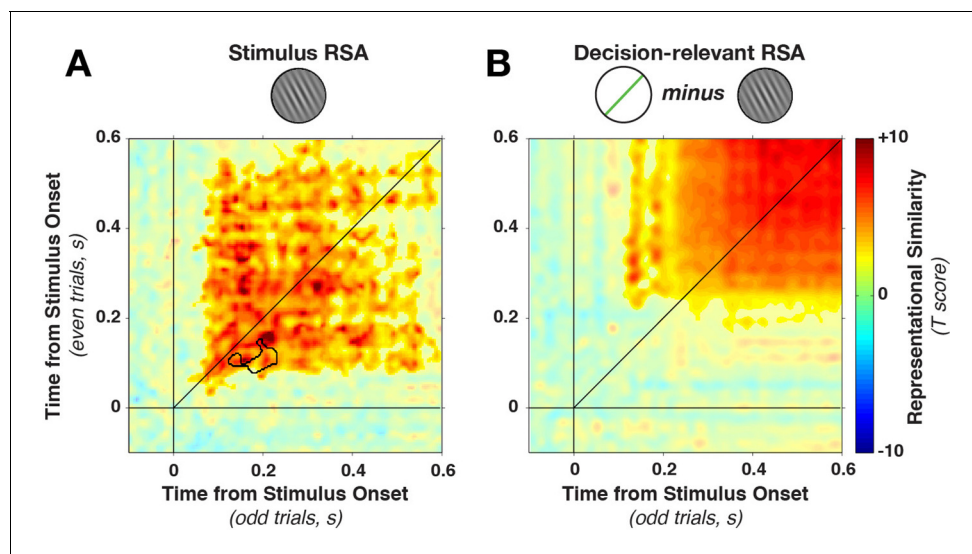 A
Stimulus RSA
B
Decision-relevant RSA
minus
Time from Stimulus Onset
(even trials, s)
0.6
0.4
0.2
0
0
0.2
0.4
0.6
Time from Stimulus Onset
(odd trials, s)
0.6
0.4
0.2
0
0
0.2
0.4
0.6
Time from Stimulus Onset
(odd trials, s)
+10
0
-10
Representational Similarity
(T score)